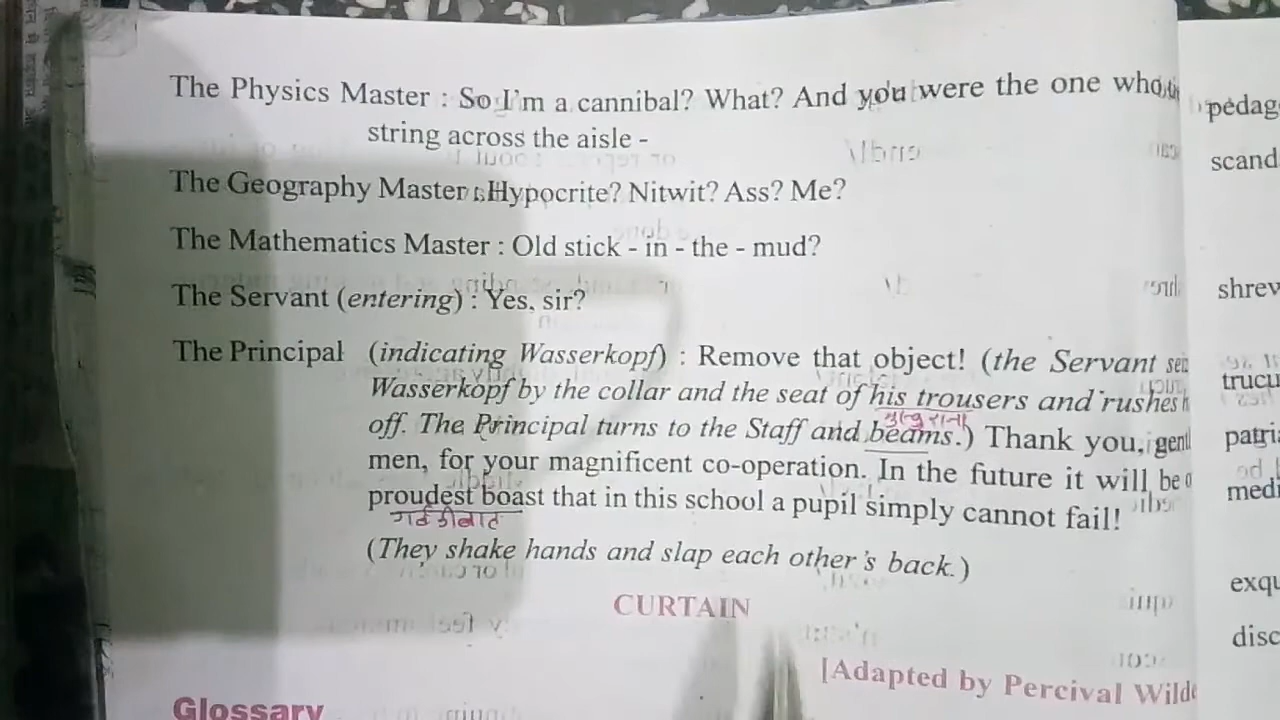 The Physics Master : So I'm a cannibal? What? And you were the one who
string across the aisle -
The Geography Master : Hypocrite? Nitwit? Ass? Me?
The Mathematics Master : Old stick - in - the - mud?
The Servant (entering) : Yes, sir?
The Principal (indicating Wasserkopf) : Remove that object! (the Servant
Wasserkopf by the collar and the seat of his trousers and rushes
off. The Principal turns to the Staff and beams.) Thank you,
men, for your magnificent co-operation. In the future it will be
proudest boast that in this school a pupil simply cannot fail!
(They shake hands and slap each other's back.)
CURTAIN
[Adapted by Percival Wilde
Glossary
pedag
scand
shrew
trucu
patria
medi
exqu
disc